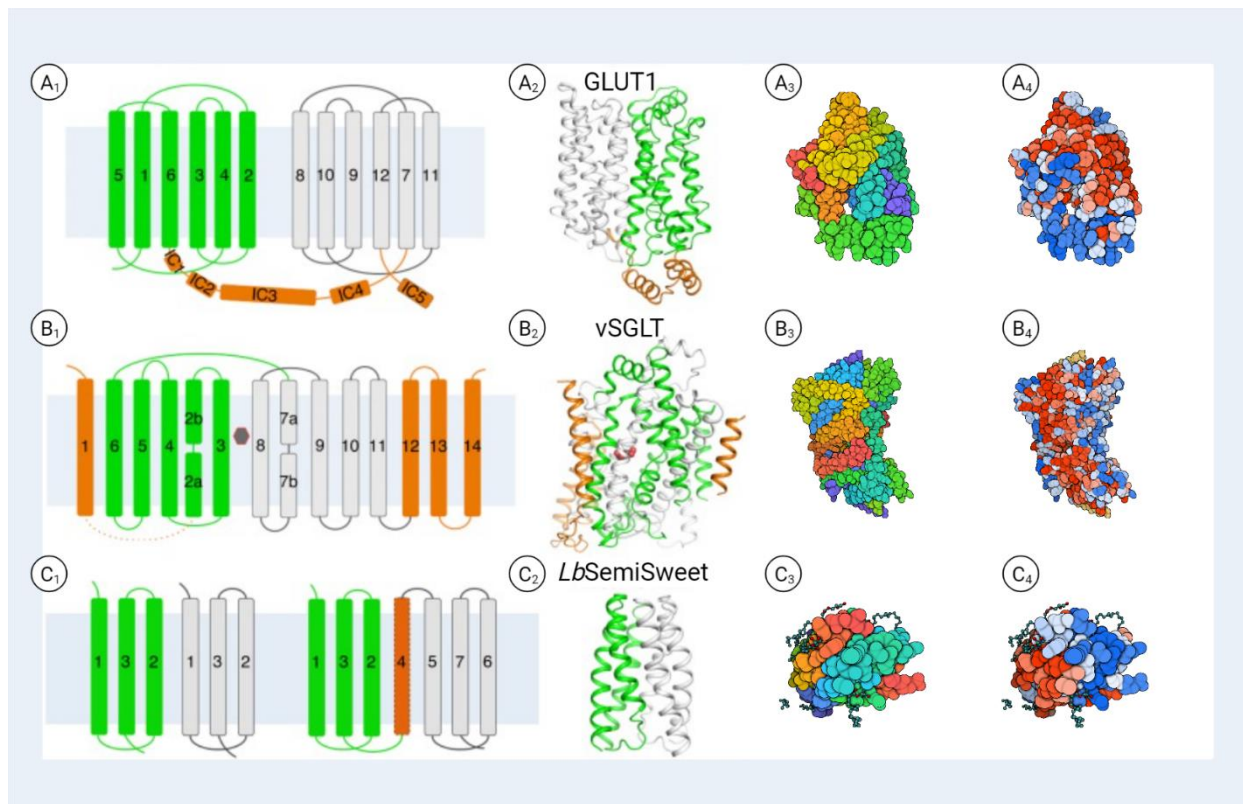 A₁ A₂ GLUT1 A₃ A₄
5 1 6 3 4 2 8 10 9 12 7 11
IC1 IC2 IC3 IC4 IC5
B₁ B₂ vSGLT B₃ B₄
2b 7a
1 6 5 4 3 8 9 10 11 12 13 14
2a 7b
C₁ C₂ LbSemiSweet C₃ C₄
1 3 2 1 3 2 1 3 2 4 5 7 6